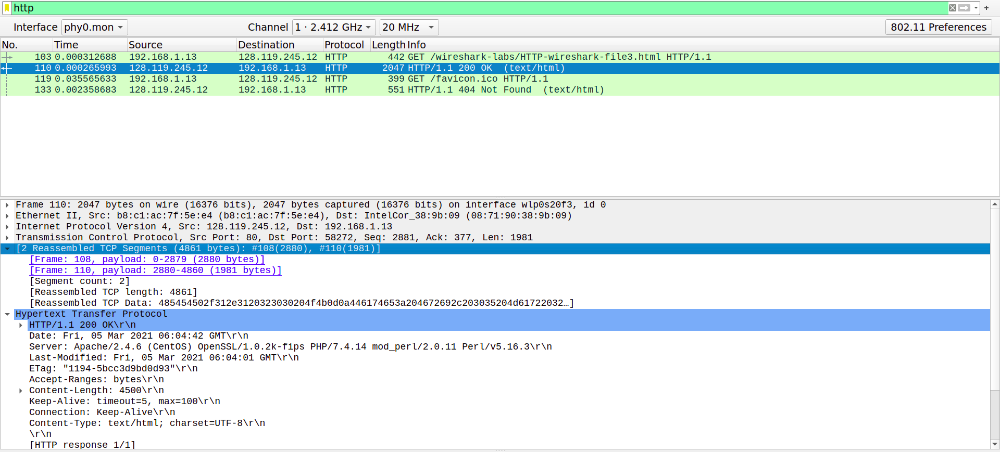 http
Interface phy0.mon Channel 1 · 2.412 GHz 20 MHz 802.11 Preferences
No. Time Source Destination Protocol Length Info
103 0.000312688 192.168.1.13 128.119.245.12 HTTP 442 GET /wireshark-labs/HTTP-wireshark-file3.html HTTP/1.1
110 0.000265993 128.119.245.12 192.168.1.13 HTTP 2047 HTTP/1.1 200 OK  (text/html)
119 0.035565633 192.168.1.13 128.119.245.12 HTTP 399 GET /favicon.ico HTTP/1.1
133 0.002358683 128.119.245.12 192.168.1.13 HTTP 551 HTTP/1.1 404 Not Found  (text/html)
Frame 110: 2047 bytes on wire (16376 bits), 2047 bytes captured (16376 bits) on interface wlp0s20f3, id 0
Ethernet II, Src: b8:c1:ac:7f:5e:e4 (b8:c1:ac:7f:5e:e4), Dst: IntelCor_38:9b:09 (08:71:90:38:9b:09)
Internet Protocol Version 4, Src: 128.119.245.12, Dst: 192.168.1.13
Transmission Control Protocol, Src Port: 80, Dst Port: 58272, Seq: 2881, Ack: 377, Len: 1981
[2 Reassembled TCP Segments (4861 bytes): #108(2880), #110(1981)]
[Frame: 108, payload: 0-2879 (2880 bytes)]
[Frame: 110, payload: 2880-4860 (1981 bytes)]
[Segment count: 2]
[Reassembled TCP length: 4861]
[Reassembled TCP Data: 485454502f312e3120323030204f4b0d0a446174653a204672692c203035204d61722032…]
Hypertext Transfer Protocol
HTTP/1.1 200 OK\r\n
Date: Fri, 05 Mar 2021 06:04:42 GMT\r\n
Server: Apache/2.4.6 (CentOS) OpenSSL/1.0.2k-fips PHP/7.4.14 mod_perl/2.0.11 Perl/v5.16.3\r\n
Last-Modified: Fri, 05 Mar 2021 06:04:01 GMT\r\n
ETag: "1194-5bcc3d9bd0d93"\r\n
Accept-Ranges: bytes\r\n
Content-Length: 4500\r\n
Keep-Alive: timeout=5, max=100\r\n
Connection: Keep-Alive\r\n
Content-Type: text/html; charset=UTF-8\r\n
\r\n
[HTTP response 1/1]